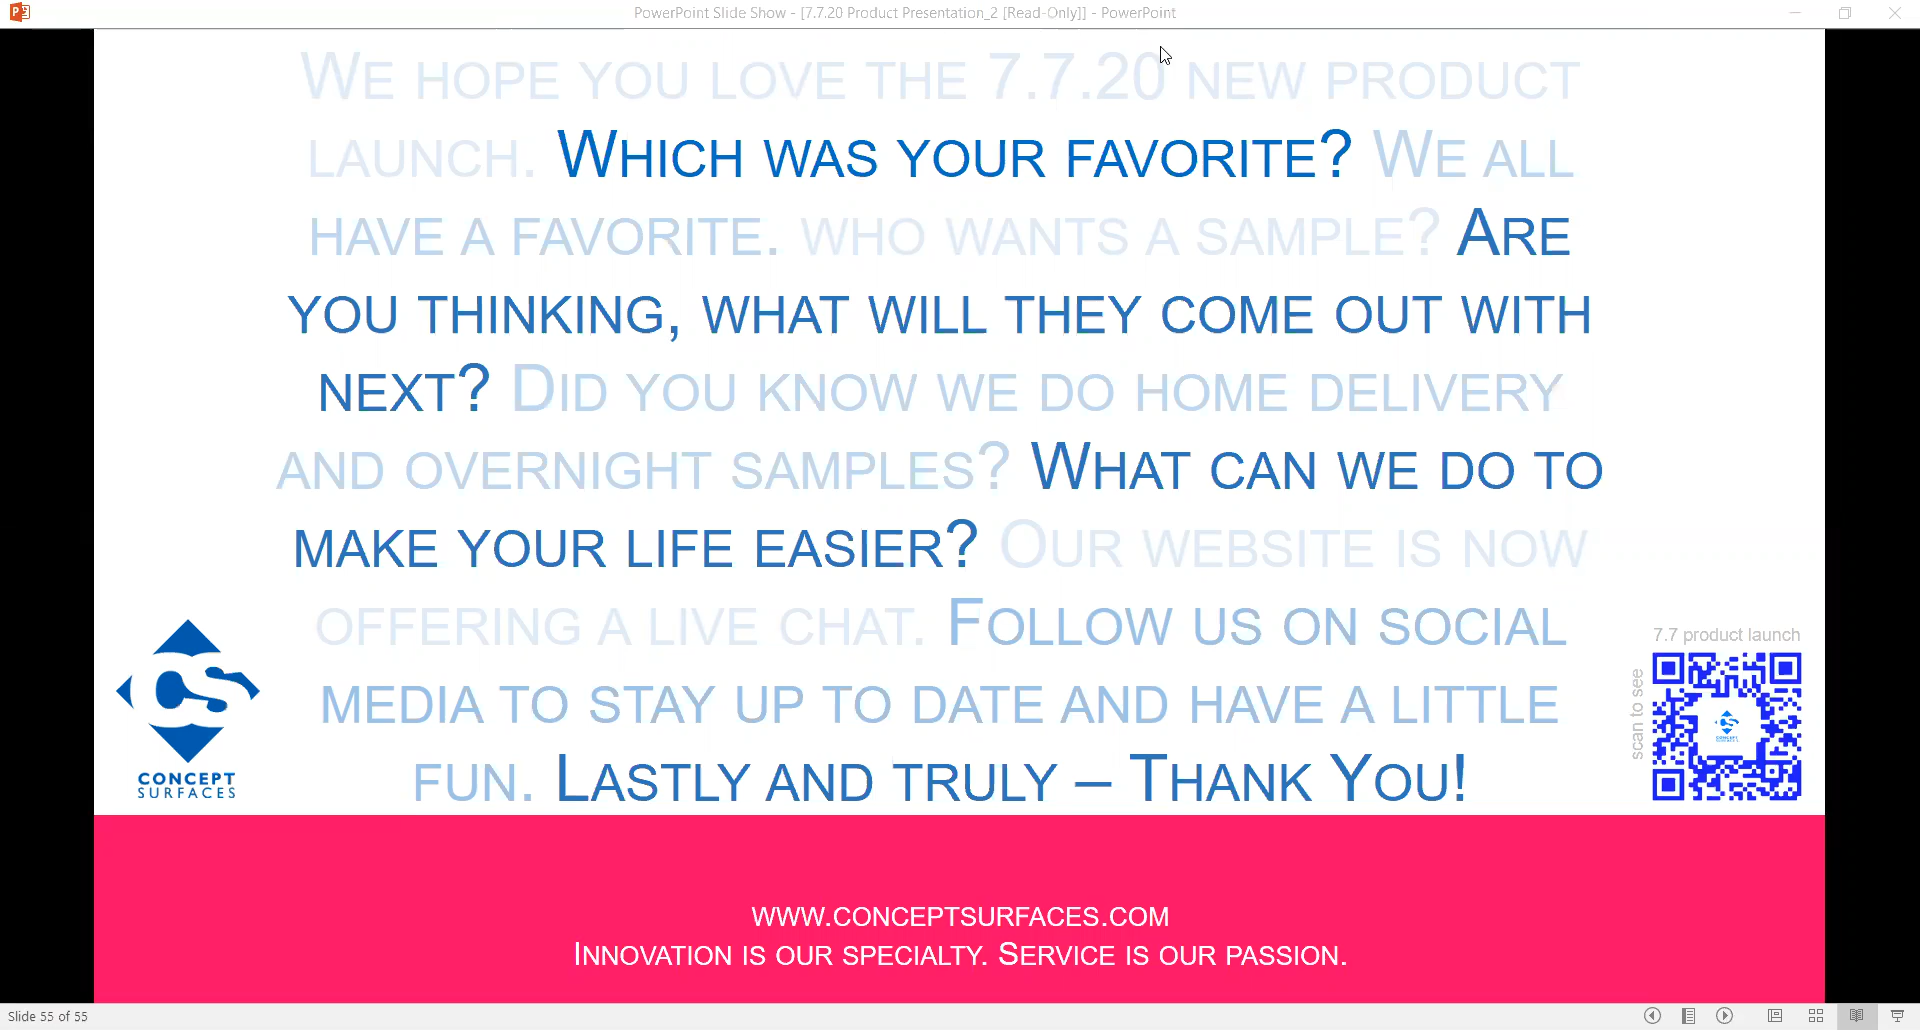 PowerPoint Slide Show - [7.7.20 Product Presentation_2 [Read-Only]] - PowerPoint
WE HOPE YOU LOVE THE 7.7.20 NEW PRODUCT
LAUNCH. WHICH WAS YOUR FAVORITE? WE ALL
HAVE A FAVORITE. WHO WANTS A SAMPLE? ARE
YOU THINKING, WHAT WILL THEY COME OUT WITH
NEXT? DID YOU KNOW WE DO HOME DELIVERY
AND OVERNIGHT SAMPLES? WHAT CAN WE DO TO
MAKE YOUR LIFE EASIER? OUR WEBSITE IS NOW
OFFERING A LIVE CHAT. FOLLOW US ON SOCIAL
MEDIA TO STAY UP TO DATE AND HAVE A LITTLE
FUN. LASTLY AND TRULY – THANK YOU!
CS
CONCEPT
SURFACES
7.7 product launch
scan to see
CS
CONCEPT
SURFACES
WWW.CONCEPTSURFACES.COM
INNOVATION IS OUR SPECIALTY. SERVICE IS OUR PASSION.
Slide 55 of 55